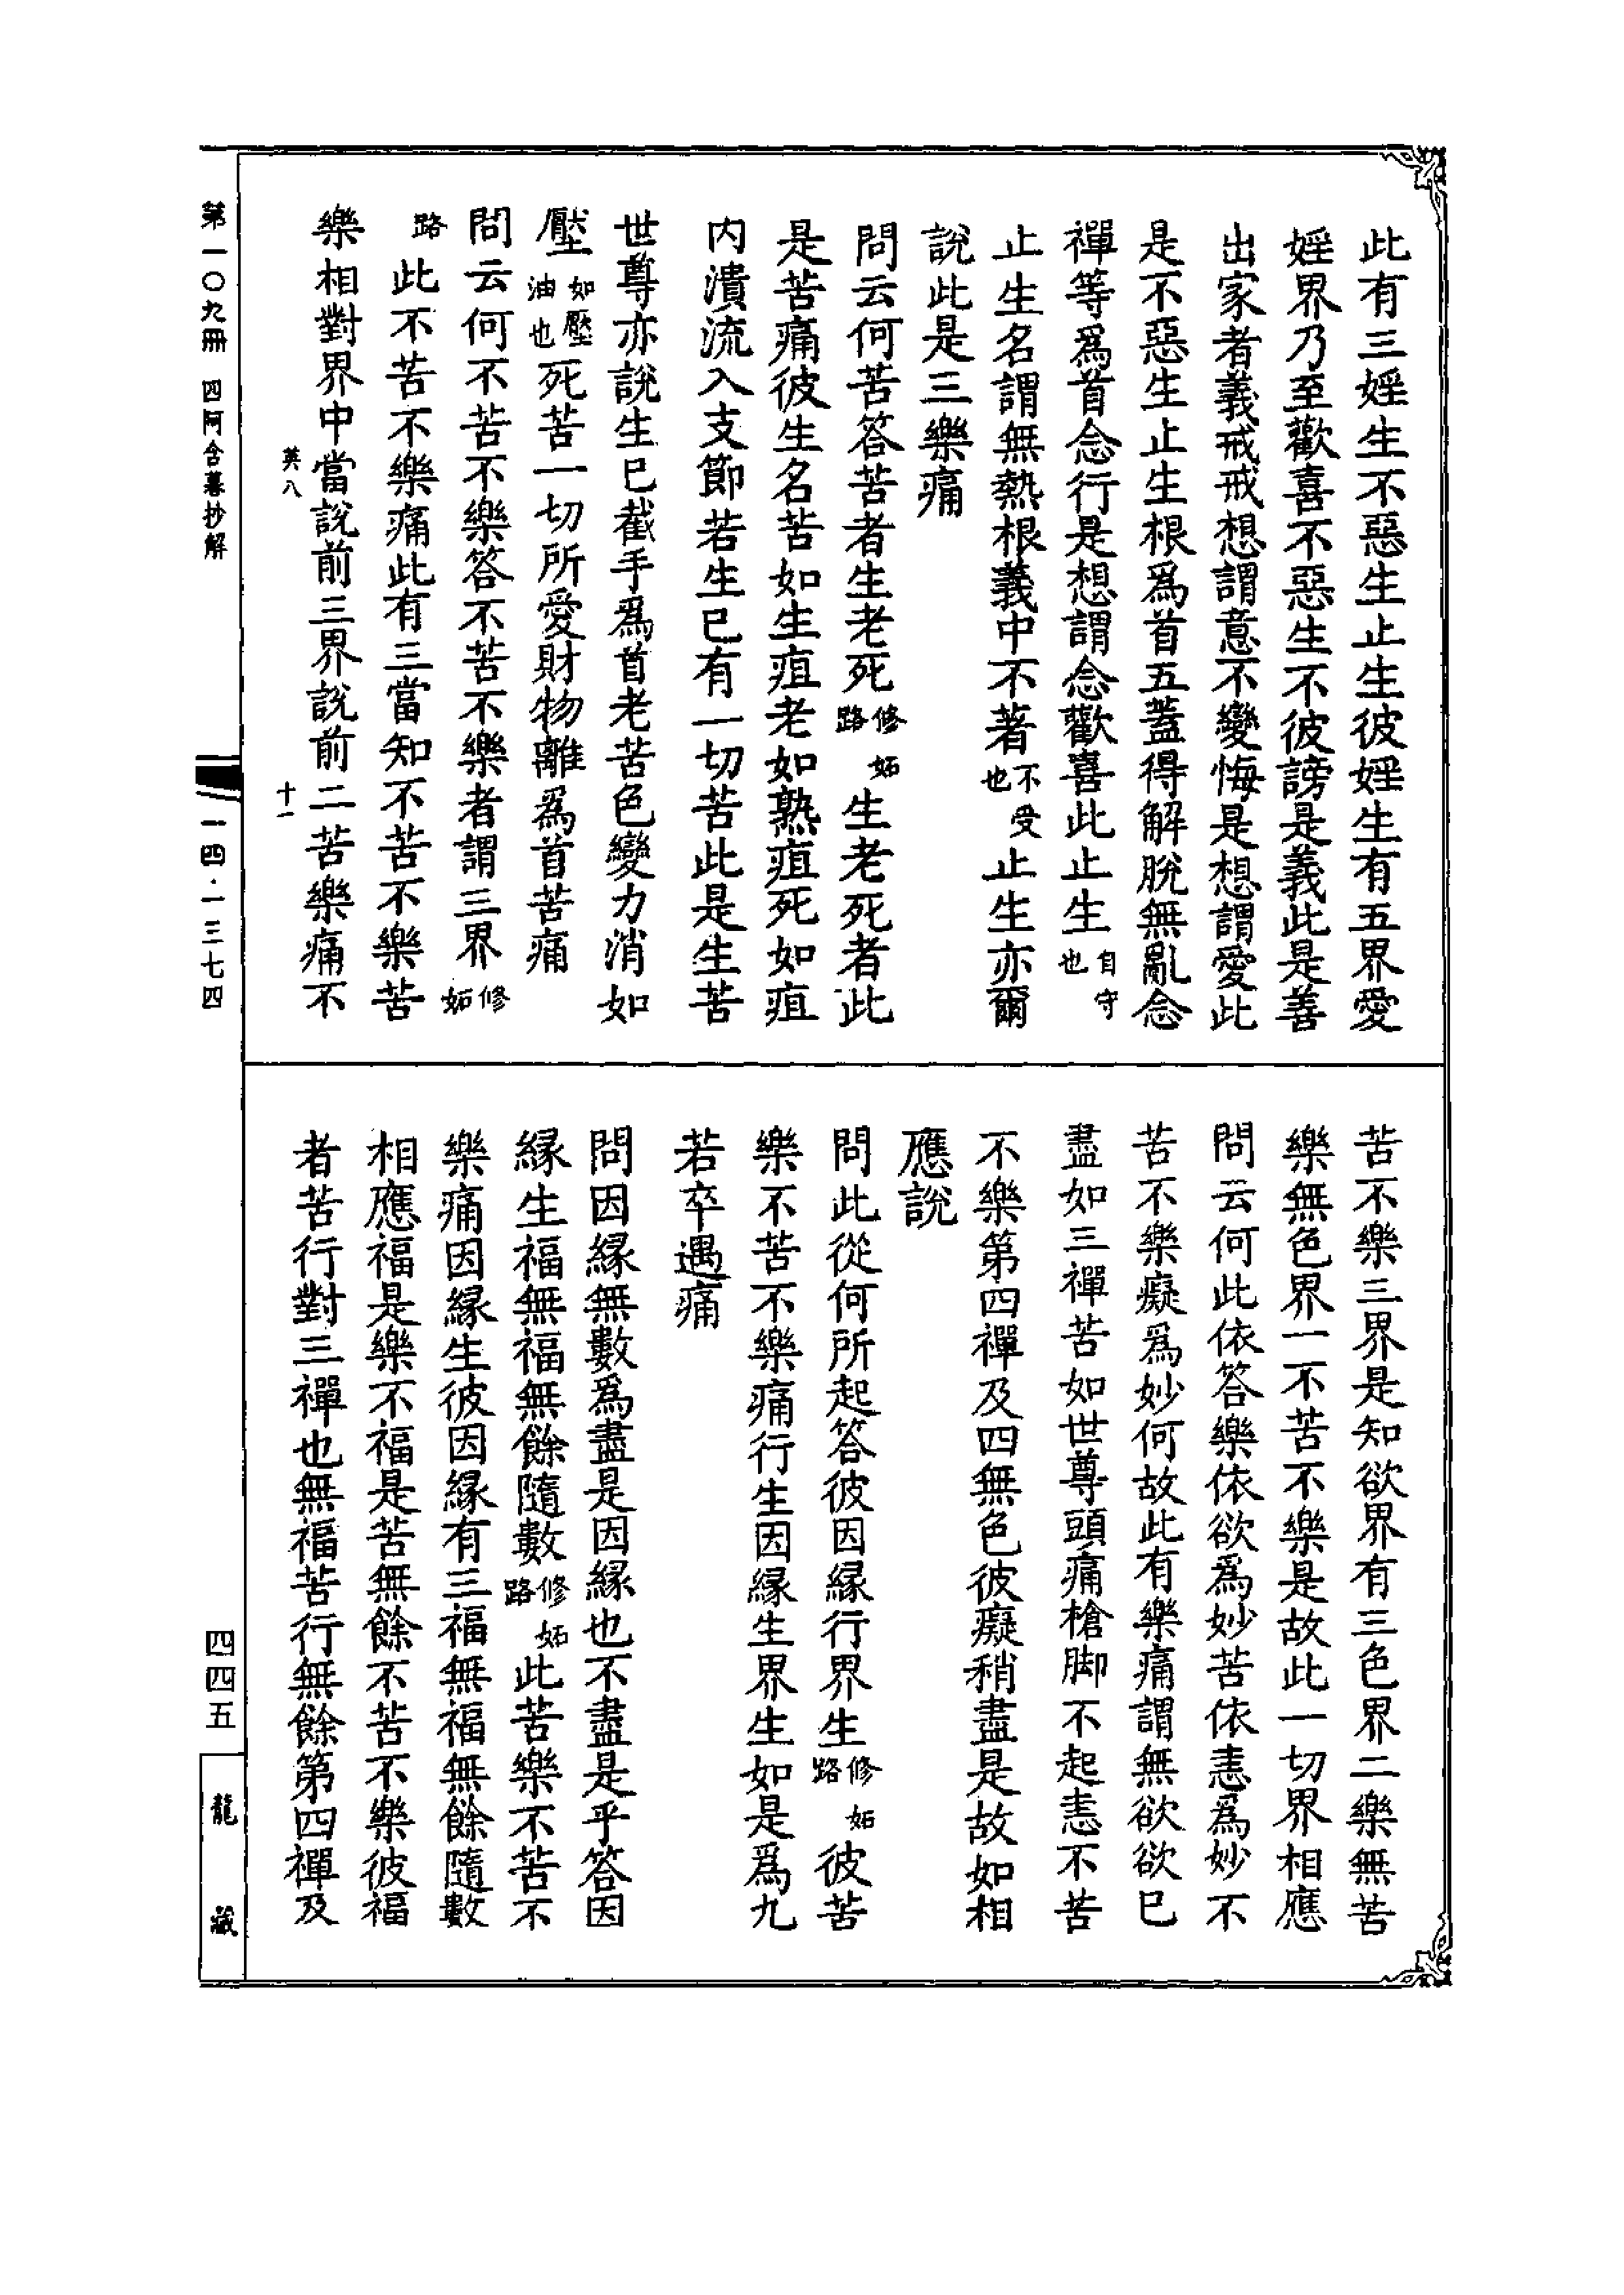 此有三婬生不惡生止生彼婬生有五界愛
婬界乃至歡喜不惡生不彼謗是義此是善
出家者義戒戒想謂意不變悔是想謂愛此
是不惡生止生根爲首五蓋得解脫無亂念
禪等爲首念行是想謂念歡喜此止生自守也
止生名謂無熱根義中不著不受也止生亦爾
說此是三樂痛
問云何苦答苦者生老死修妬路生老死者此
是苦痛彼生名苦如生疽老如熟疽死如疽
内潰流入支節若生已有一切苦此是生苦
世尊亦說生已截手爲首老苦色變力消如
壓如壓油也死苦一切所愛財物離爲首苦痛
問云何不苦不樂答不苦不樂者謂三界修妬
路此不苦不樂痛此有三當知不苦不樂苦
樂相對界中當說前三界說前二苦樂痛不
英八
十一
苦不樂三界是知欲界有三色界二樂無苦
樂無色界一不苦不樂是故此一切界相應
問云何此依答樂依欲爲妙苦依恚爲妙不
苦不樂癡爲妙何故此有樂痛謂無欲欲已
盡如三禪苦如世尊頭痛槍脚不起恚不苦
不樂第四禪及四無色彼癡稍盡是故如相
應說
問此從何所起答彼因緣行界生修妬路彼苦
樂不苦不樂痛行生因緣生界生如是爲九
若卒遇痛
問因緣無數爲盡是因緣也不盡是乎答因
緣生福無福無餘隨數修妬路此苦樂不苦不
樂痛因緣生彼因緣有三福無福無餘隨數
相應福是樂不福是苦無餘不苦不樂彼福
者苦行對三禪也無福苦行無餘第四禪及
第一〇九冊　四阿含暮抄解
一四·一三七四
四四五
龍藏